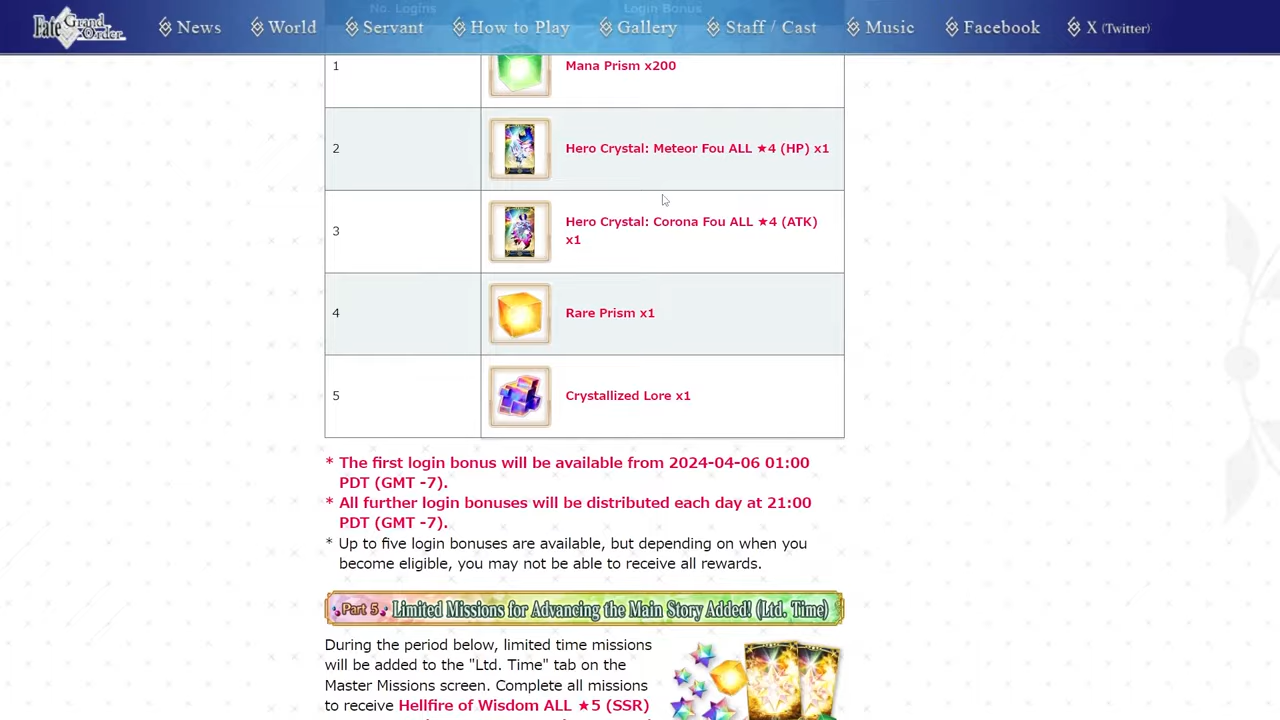 No. Logins Login Bonus
Fate Grand Order News World Servant How to Play Gallery Staff / Cast Music Facebook X (Twitter)
1 Mana Prism x200
2 Hero Crystal: Meteor Fou ALL ★4 (HP) x1
3 Hero Crystal: Corona Fou ALL ★4 (ATK)
x1
4 Rare Prism x1
5 Crystallized Lore x1
* The first login bonus will be available from 2024-04-06 01:00
PDT (GMT -7).
* All further login bonuses will be distributed each day at 21:00
PDT (GMT -7).
* Up to five login bonuses are available, but depending on when you
become eligible, you may not be able to receive all rewards.
Part 5 Limited Missions for Advancing the Main Story Added! (Ltd. Time)
During the period below, limited time missions
will be added to the "Ltd. Time" tab on the
Master Missions screen. Complete all missions
to receive Hellfire of Wisdom ALL ★5 (SSR)